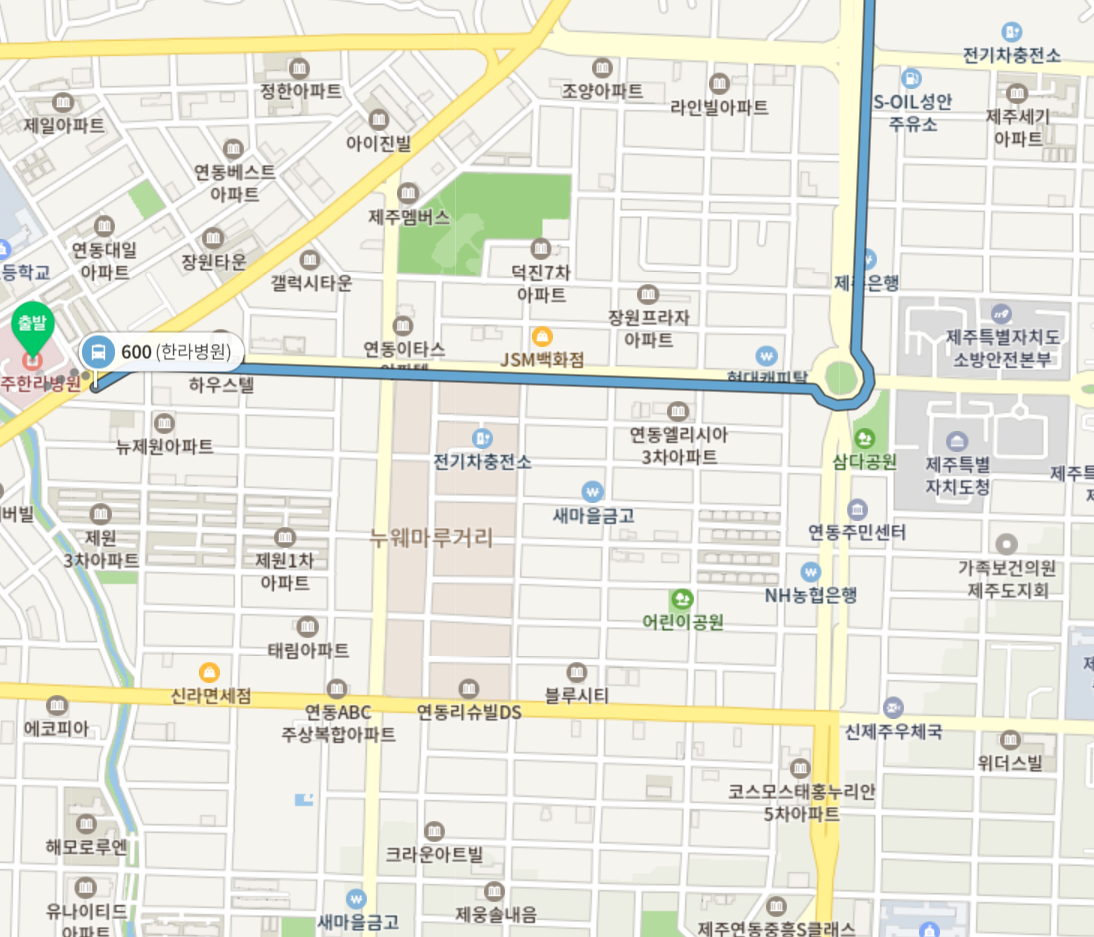 전기차충전소
정한아파트
조양아파트
라인빌아파트
S-OIL성안
주유소
제주세기
아파트
제일아파트
아이진빌
연동베스트
아파트
제주멤버스
연동대일
아파트
장원타운
등학교
갤럭시타운
덕진7차
아파트
제주은행
장원프라자
아파트
제주특별자치도
소방안전본부
출발
600 (한라병원)
연동이타스
JSM백화점
현대캐피탈
주한라병원
하우스텔
뉴제원아파트
전기차충전소
연동엘리시아
3차아파트
삼다공원
제주특별
자치도청
제주특
버빌
새마을금고
연동주민센터
누웨마루거리
제원
3차아파트
제원1차
아파트
가족보건의원
제주도지회
NH농협은행
어린이공원
태림아파트
신라면세점
블루시티
에코피아
연동ABC
주상복합아파트
연동리슈빌DS
신제주우체국
위더스빌
코스모스태홍누리안
5차아파트
해모로루엔
크라운아트빌
유나이티드
아파트
새마을금고
제웅솔내음
제주연동중흥S클래스